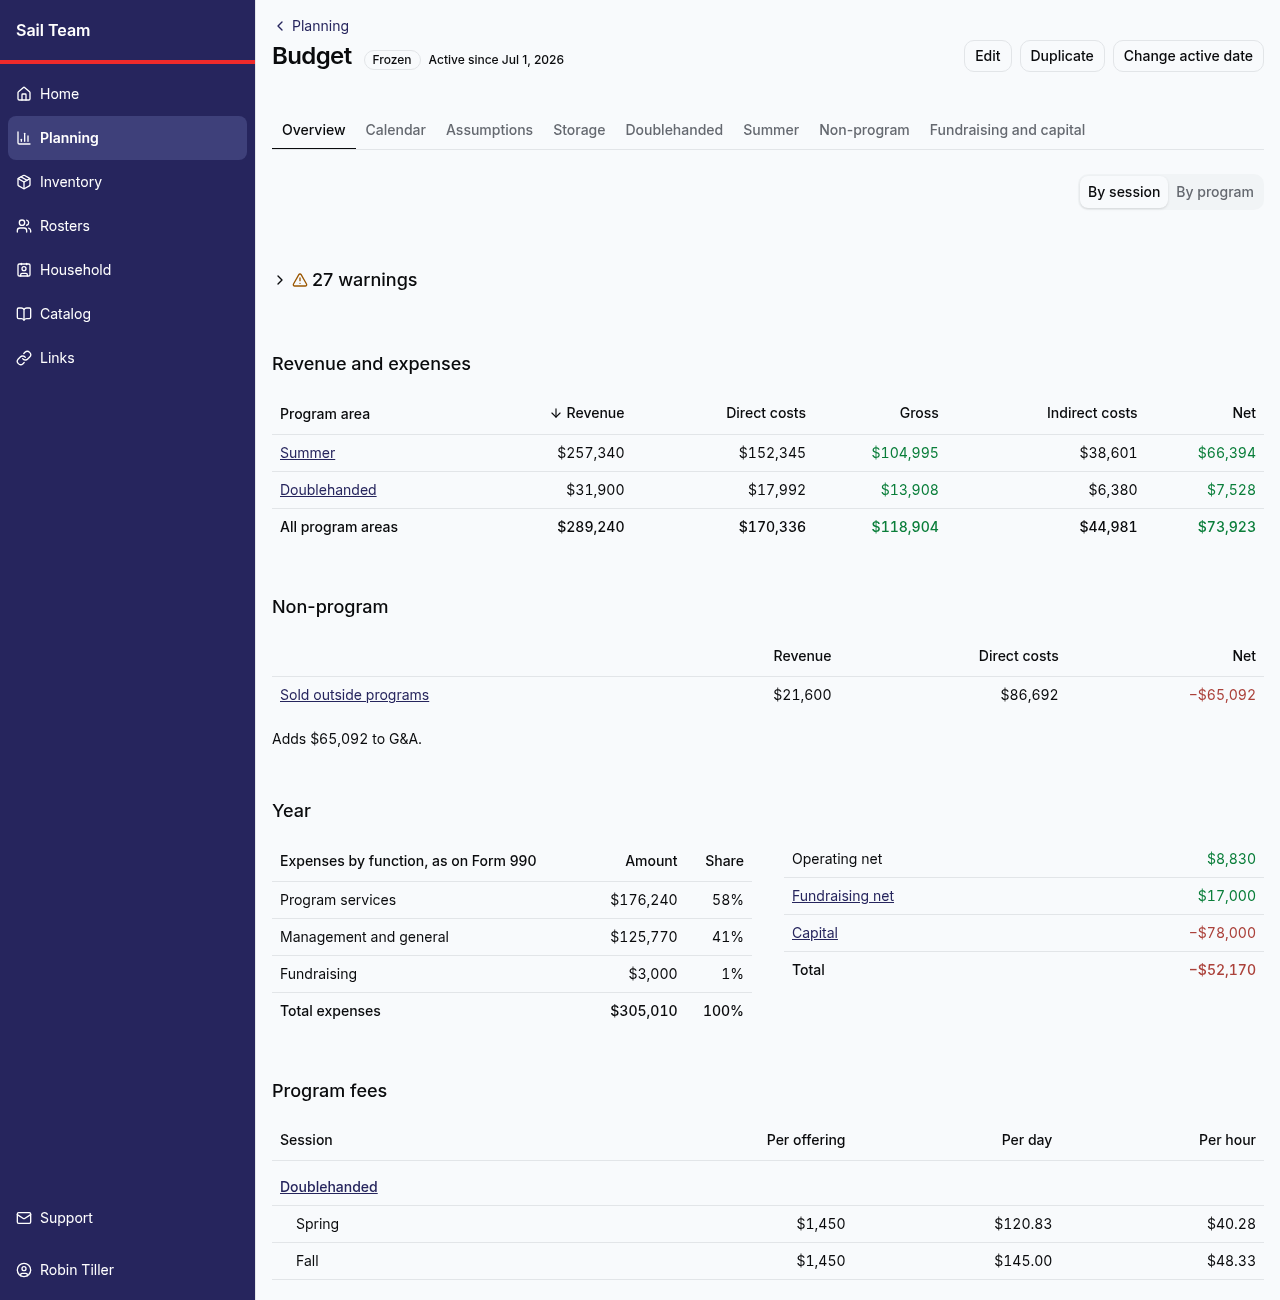 Sail Team
Home
Planning
Inventory
Rosters
Household
Catalog
Links
Support
Robin Tiller
Planning
Budget Frozen Active since Jul 1, 2026
Edit Duplicate Change active date
Overview Calendar Assumptions Storage Doublehanded Summer Non-program Fundraising and capital
By session By program
27 warnings
Revenue and expenses
Program area ↓ Revenue Direct costs Gross Indirect costs Net
Summer $257,340 $152,345 $104,995 $38,601 $66,394
Doublehanded $31,900 $17,992 $13,908 $6,380 $7,528
All program areas $289,240 $170,336 $118,904 $44,981 $73,923
Non-program
Revenue Direct costs Net
Sold outside programs $21,600 $86,692 −$65,092
Adds $65,092 to G&A.
Year
Expenses by function, as on Form 990 Amount Share
Program services $176,240 58%
Management and general $125,770 41%
Fundraising $3,000 1%
Total expenses $305,010 100%
Operating net $8,830
Fundraising net $17,000
Capital −$78,000
Total −$52,170
Program fees
Session Per offering Per day Per hour
Doublehanded
Spring $1,450 $120.83 $40.28
Fall $1,450 $145.00 $48.33